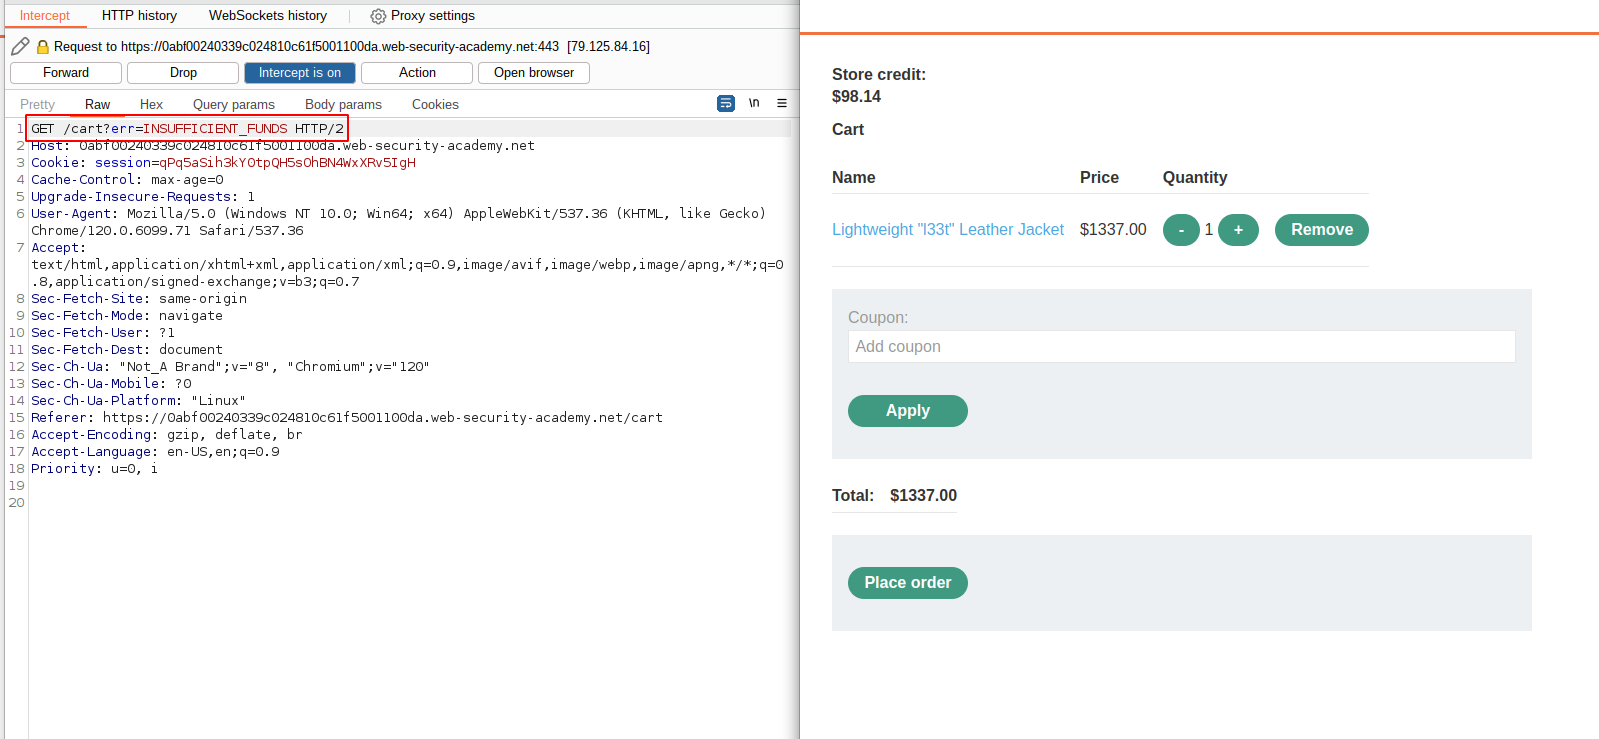 Intercept HTTP history WebSockets history Proxy settings
Request to https://0abf00240339c024810c61f5001100da.web-security-academy.net:443 [79.125.84.16]
Forward Drop Intercept is on Action Open browser
Pretty Raw Hex Query params Body params Cookies \n
1 GET /cart?err=INSUFFICIENT_FUNDS HTTP/2
2 Host: 0abf00240339c024810c61f5001100da.web-security-academy.net
3 Cookie: session=qPq5aSih3kYOtpQH5sOhBN4WxXRv5IgH
4 Cache-Control: max-age=0
5 Upgrade-Insecure-Requests: 1
6 User-Agent: Mozilla/5.0 (Windows NT 10.0; Win64; x64) AppleWebKit/537.36 (KHTML, like Gecko)
Chrome/120.0.6099.71 Safari/537.36
7 Accept:
text/html,application/xhtml+xml,application/xml;q=0.9,image/avif,image/webp,image/apng,*/*;q=0
.8,application/signed-exchange;v=b3;q=0.7
8 Sec-Fetch-Site: same-origin
9 Sec-Fetch-Mode: navigate
10 Sec-Fetch-User: ?1
11 Sec-Fetch-Dest: document
12 Sec-Ch-Ua: "Not_A Brand";v="8", "Chromium";v="120"
13 Sec-Ch-Ua-Mobile: ?0
14 Sec-Ch-Ua-Platform: "Linux"
15 Referer: https://0abf00240339c024810c61f5001100da.web-security-academy.net/cart
16 Accept-Encoding: gzip, deflate, br
17 Accept-Language: en-US,en;q=0.9
18 Priority: u=0, i
19
20
Store credit:
$98.14
Cart
Name Price Quantity
Lightweight "l33t" Leather Jacket $1337.00 - 1 + Remove
Coupon:
Add coupon
Apply
Total: $1337.00
Place order